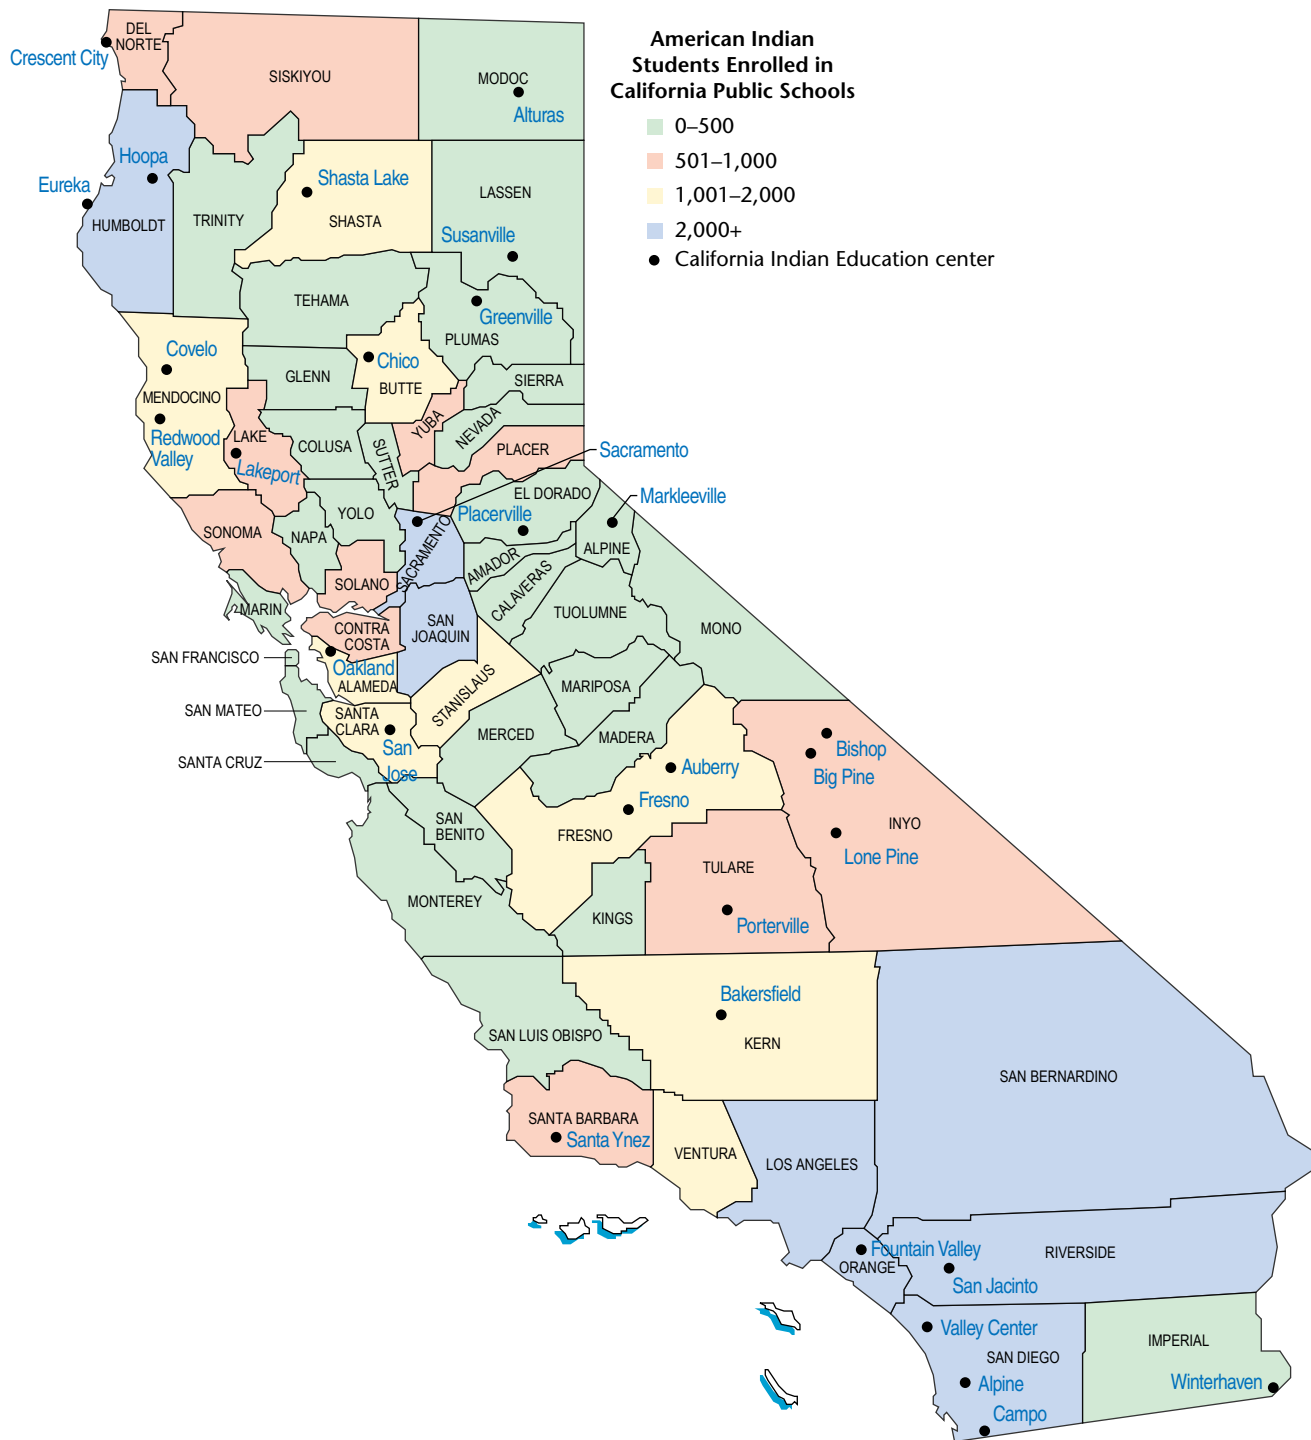 American Indian
Students Enrolled in
California Public Schools
0–500
501–1,000
1,001–2,000
2,000+
California Indian Education center
DEL
NORTE
Crescent City
SISKIYOU
MODOC
Alturas
Hoopa
Eureka
HUMBOLDT
TRINITY
Shasta Lake
SHASTA
LASSEN
Susanville
TEHAMA
Greenville
PLUMAS
Covelo
MENDOCINO
Redwood
Valley
GLENN
Chico
BUTTE
SIERRA
YUBA
NEVADA
LAKE
Lakeport
COLUSA
SUTTER
PLACER
Sacramento
SONOMA
NAPA
YOLO
SACRAMENTO
EL DORADO
Placerville
Markleeville
ALPINE
AMADOR
CALAVERAS
SOLANO
MARIN
CONTRA
COSTA
SAN
JOAQUIN
TUOLUMNE
MONO
SAN FRANCISCO
Oakland
ALAMEDA
STANISLAUS
MARIPOSA
SAN MATEO
SANTA
CLARA
San
Jose
MERCED
MADERA
SANTA CRUZ
Auberry
Fresno
FRESNO
Bishop
Big Pine
INYO
Lone Pine
SAN
BENITO
MONTEREY
KINGS
TULARE
Porterville
SAN LUIS OBISPO
Bakersfield
KERN
SAN BERNARDINO
SANTA BARBARA
Santa Ynez
VENTURA
LOS ANGELES
Fountain Valley
ORANGE
RIVERSIDE
San Jacinto
Valley Center
SAN DIEGO
Alpine
Campo
IMPERIAL
Winterhaven